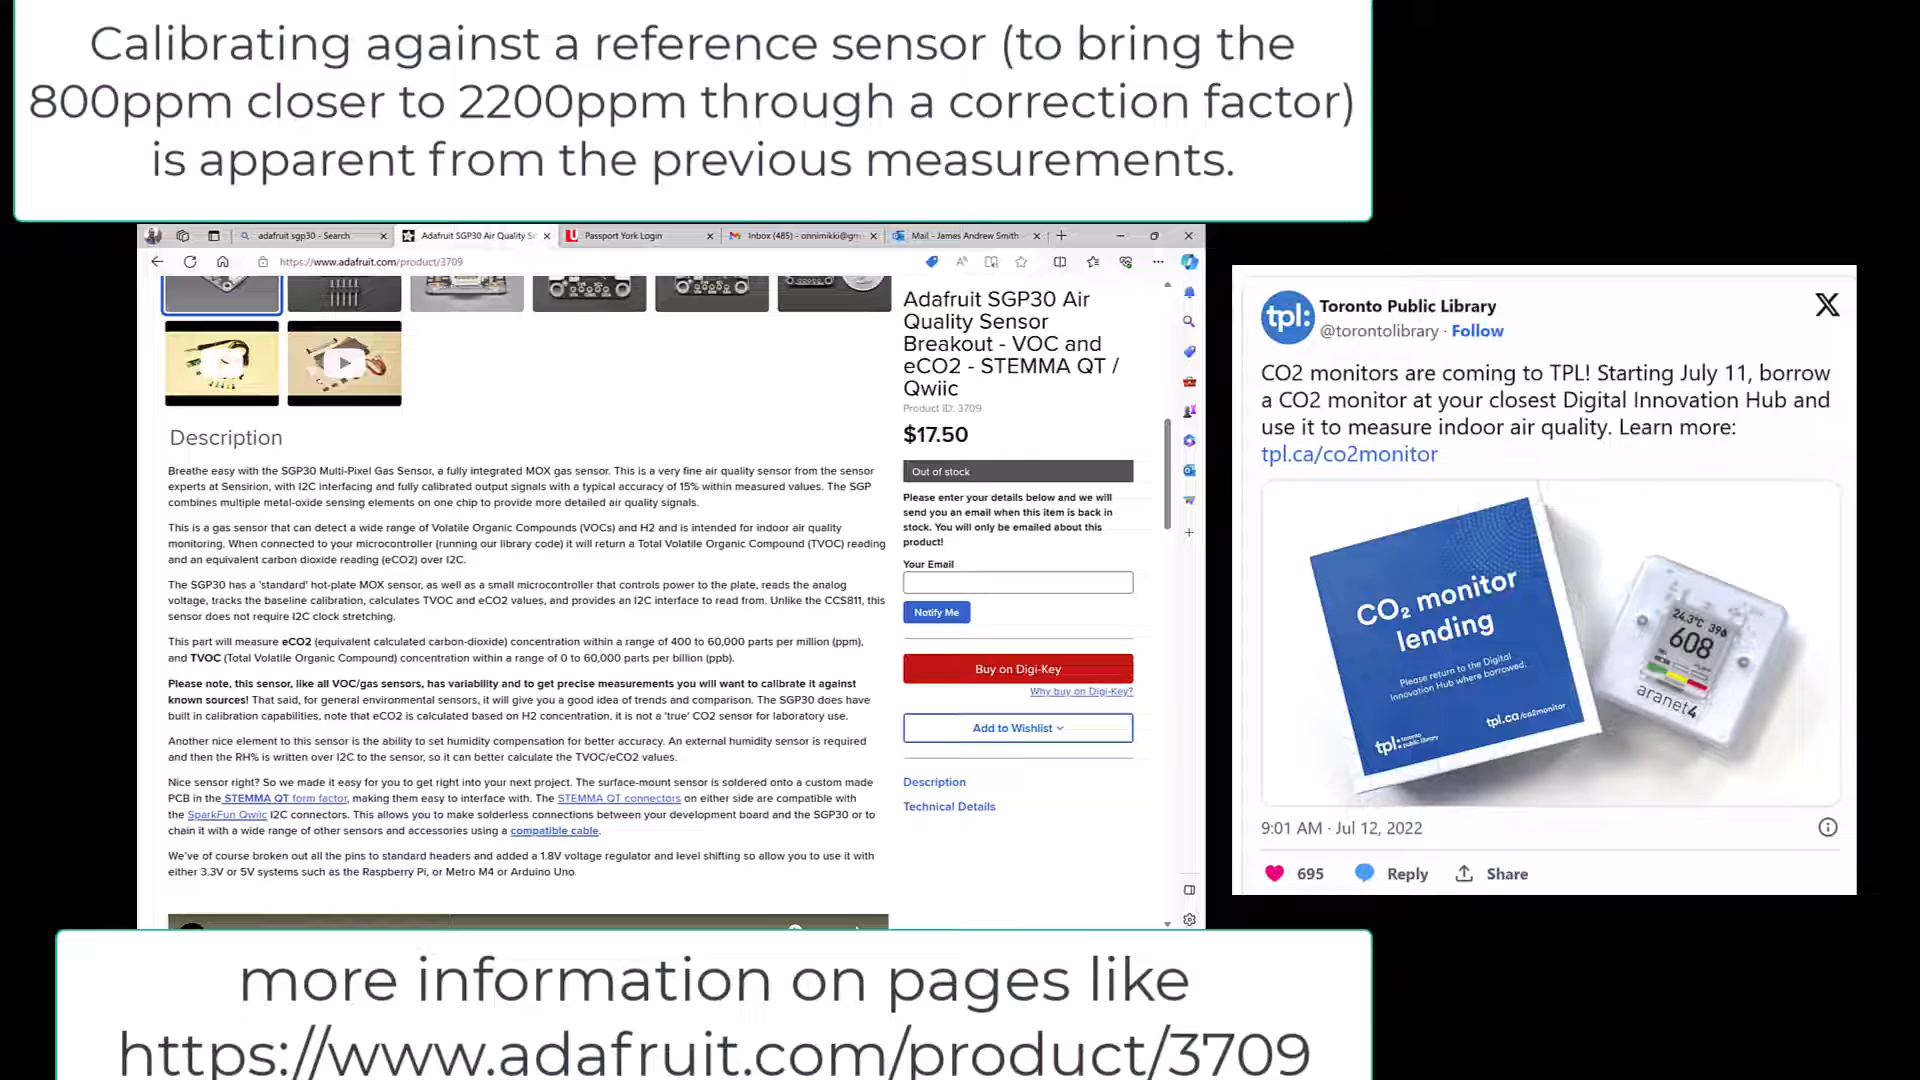 Calibrating against a reference sensor (to bring the
800ppm closer to 2200ppm through a correction factor)
is apparent from the previous measurements.
adafruit sgp30 - Search
Adafruit SGP30 Air Quality Se
Passport York Login
Inbox (485) - onnimikki@gm
Mail - James Andrew Smith
https://www.adafruit.com/product/3709
Adafruit SGP30 Air
Quality Sensor
Breakout - VOC and
eCO2 - STEMMA QT /
Qwiic
Product ID: 3709
$17.50
Out of stock
Please enter your details below and we will
send you an email when this item is back in
stock. You will only be emailed about this
product!
Your Email
Notify Me
Buy on Digi-Key
Why buy on Digi-Key?
Add to Wishlist
Description
Technical Details
Description
Breathe easy with the SGP30 Multi-Pixel Gas Sensor, a fully integrated MOX gas sensor. This is a very fine air quality sensor from the sensor
experts at Sensirion, with I2C interfacing and fully calibrated output signals with a typical accuracy of 15% within measured values. The SGP
combines multiple metal-oxide sensing elements on one chip to provide more detailed air quality signals.
This is a gas sensor that can detect a wide range of Volatile Organic Compounds (VOCs) and H2 and is intended for indoor air quality
monitoring. When connected to your microcontroller (running our library code) it will return a Total Volatile Organic Compound (TVOC) reading
and an equivalent carbon dioxide reading (eCO2) over I2C.
The SGP30 has a 'standard' hot-plate MOX sensor, as well as a small microcontroller that controls power to the plate, reads the analog
voltage, tracks the baseline calibration, calculates TVOC and eCO2 values, and provides an I2C interface to read from. Unlike the CCS811, this
sensor does not require I2C clock stretching.
This part will measure eCO2 (equivalent calculated carbon-dioxide) concentration within a range of 400 to 60,000 parts per million (ppm),
and TVOC (Total Volatile Organic Compound) concentration within a range of 0 to 60,000 parts per billion (ppb).
Please note, this sensor, like all VOC/gas sensors, has variability and to get precise measurements you will want to calibrate it against
known sources! That said, for general environmental sensors, it will give you a good idea of trends and comparison. The SGP30 does have
built in calibration capabilities, note that eCO2 is calculated based on H2 concentration, it is not a 'true' CO2 sensor for laboratory use.
Another nice element to this sensor is the ability to set humidity compensation for better accuracy. An external humidity sensor is required
and then the RH% is written over I2C to the sensor, so it can better calculate the TVOC/eCO2 values.
Nice sensor right? So we made it easy for you to get right into your next project. The surface-mount sensor is soldered onto a custom made
PCB in the STEMMA QT form factor, making them easy to interface with. The STEMMA QT connectors on either side are compatible with
the SparkFun Qwiic I2C connectors. This allows you to make solderless connections between your development board and the SGP30 or to
chain it with a wide range of other sensors and accessories using a compatible cable.
We've of course broken out all the pins to standard headers and added a 1.8V voltage regulator and level shifting so allow you to use it with
either 3.3V or 5V systems such as the Raspberry Pi, or Metro M4 or Arduino Uno.
tpl:
Toronto Public Library
@torontolibrary · Follow
CO2 monitors are coming to TPL! Starting July 11, borrow
a CO2 monitor at your closest Digital Innovation Hub and
use it to measure indoor air quality. Learn more:
tpl.ca/co2monitor
CO₂ monitor
lending
Please return to the Digital
Innovation Hub where borrowed.
tpl.ca/co2monitor
tpl: toronto
public library
24.3°C 39%
608
aranet4
9:01 AM · Jul 12, 2022
695
Reply
Share
more information on pages like
https://www.adafruit.com/product/3709